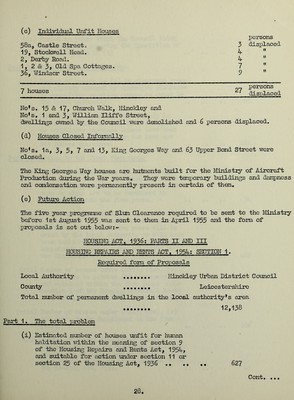 (c) Individual Unfit Houses
persons
58a, Castle Street. 3 displaced
19, Stockwell Head. 4 "
2, Derby Road. 4 "
1, 2 & 3, Old Spa Cottages. 7 "
36, Windsor Street. 9 "
7 houses 27 persons
displaced
No's. 15 & 17, Church Walk, Hinckley and
No's. 1 and 3, William Iliffe Street,
dwellings owned by the Council were demolished and 6 persons displaced.
(d) Houses Closed Informally
No's. 1a, 3, 5, 7 and 13, King Georges Way and 63 Upper Bond Street were
closed.
The King Georges Way houses are hutments built for the Ministry of Aircraft
Production during the War years. They were temporary buildings and dampness
and condensation were permanently present in certain of them.
(e) Future Action
The five year programme of Slum Clearance required to be sent to the Ministry
before 1st August 1955 was sent to them in April 1955 and the form of
proposals is set out below:-
HOUSING ACT, 1936: PARTS II AND III
HOUSING REPAIRS AND RENTS ACT, 1954: SECTION 1.
Required form of Proposals
Local Authority ........ Hinckley Urban District Council
County ........ Leicestershire
Total number of permanent dwellings in the local authority's area
........ 12,138
Part 1. The total problem
(i) Estimated number of houses unfit for human
habitation within the meaning of section 9
of the Housing Repairs and Rents Act, 1954,
and suitable for action under section 11 or
section 25 of the Housing Act, 1936 .. .. .. 627
Cont. ...
28.